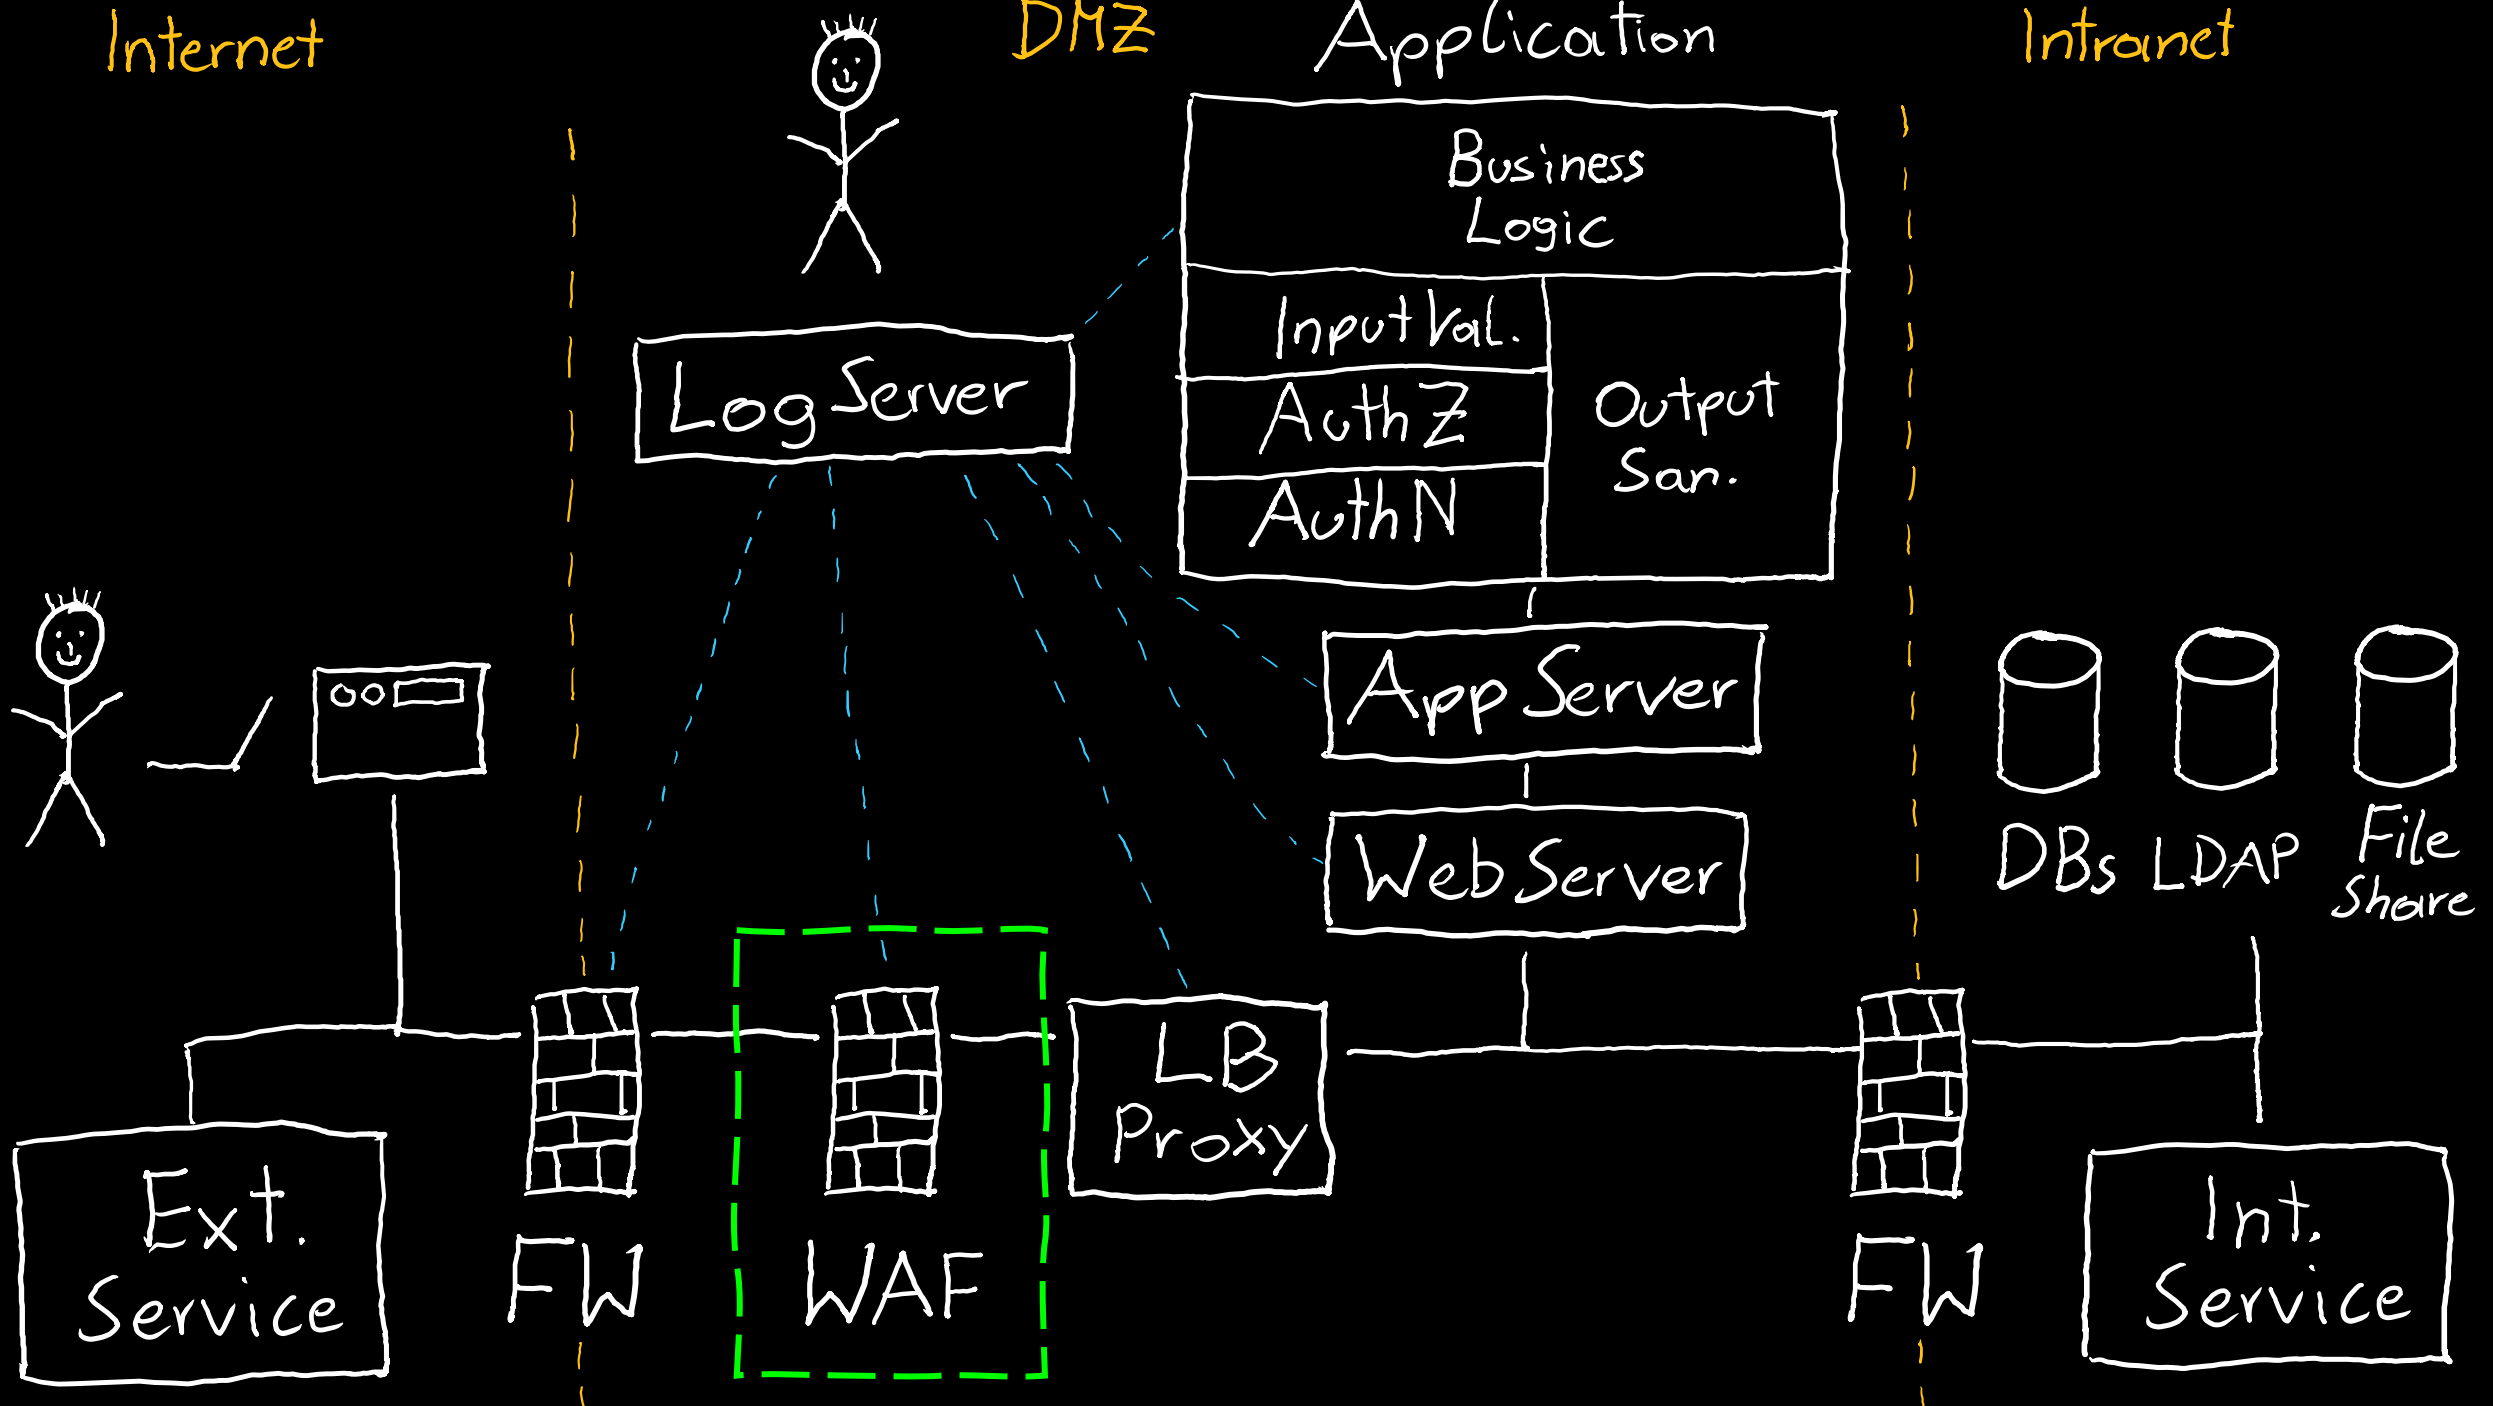 Internet
DMZ
Application
Intranet
Business
Logic
Input Val.
AuthZ
AuthN
Output
San.
Log Server
App Server
Web Server
DBs
LDAP
File
Share
LB
Proxy
Ext.
Service
FW
WAF
FW
Int.
Service